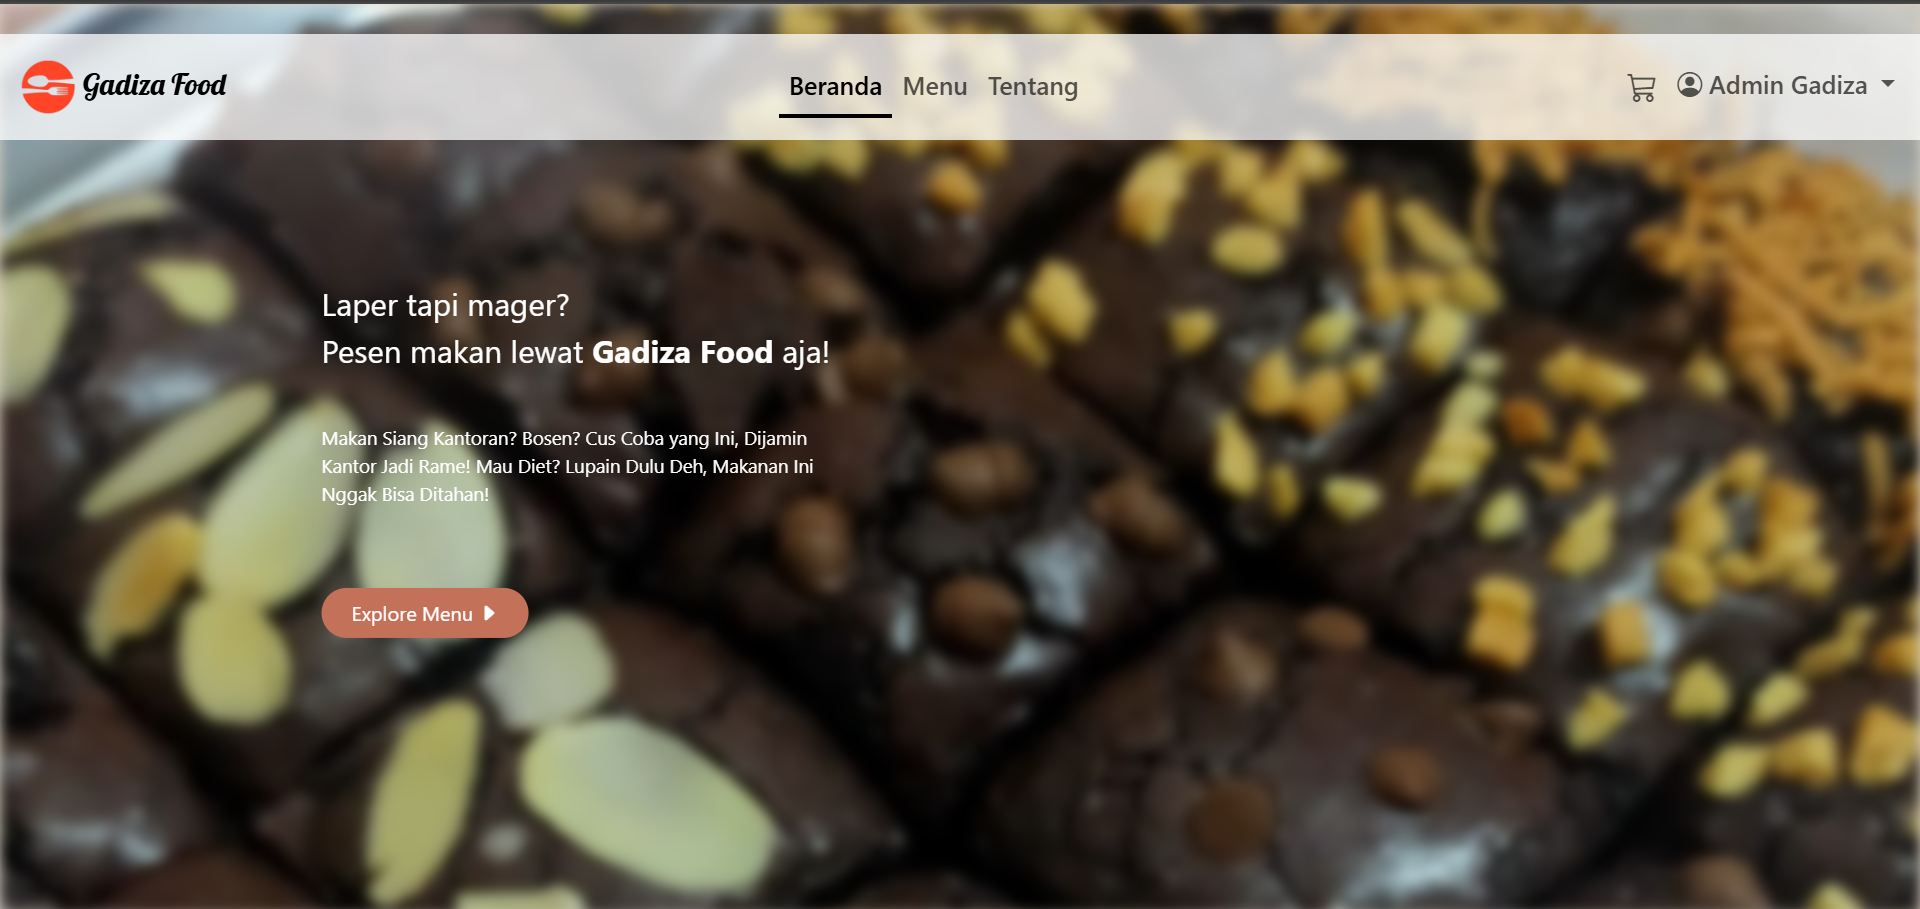 Gadiza Food
Beranda Menu Tentang
Admin Gadiza
Laper tapi mager?
Pesen makan lewat Gadiza Food aja!
Makan Siang Kantoran? Bosen? Cus Coba yang Ini, Dijamin
Kantor Jadi Rame! Mau Diet? Lupain Dulu Deh, Makanan Ini
Nggak Bisa Ditahan!
Explore Menu